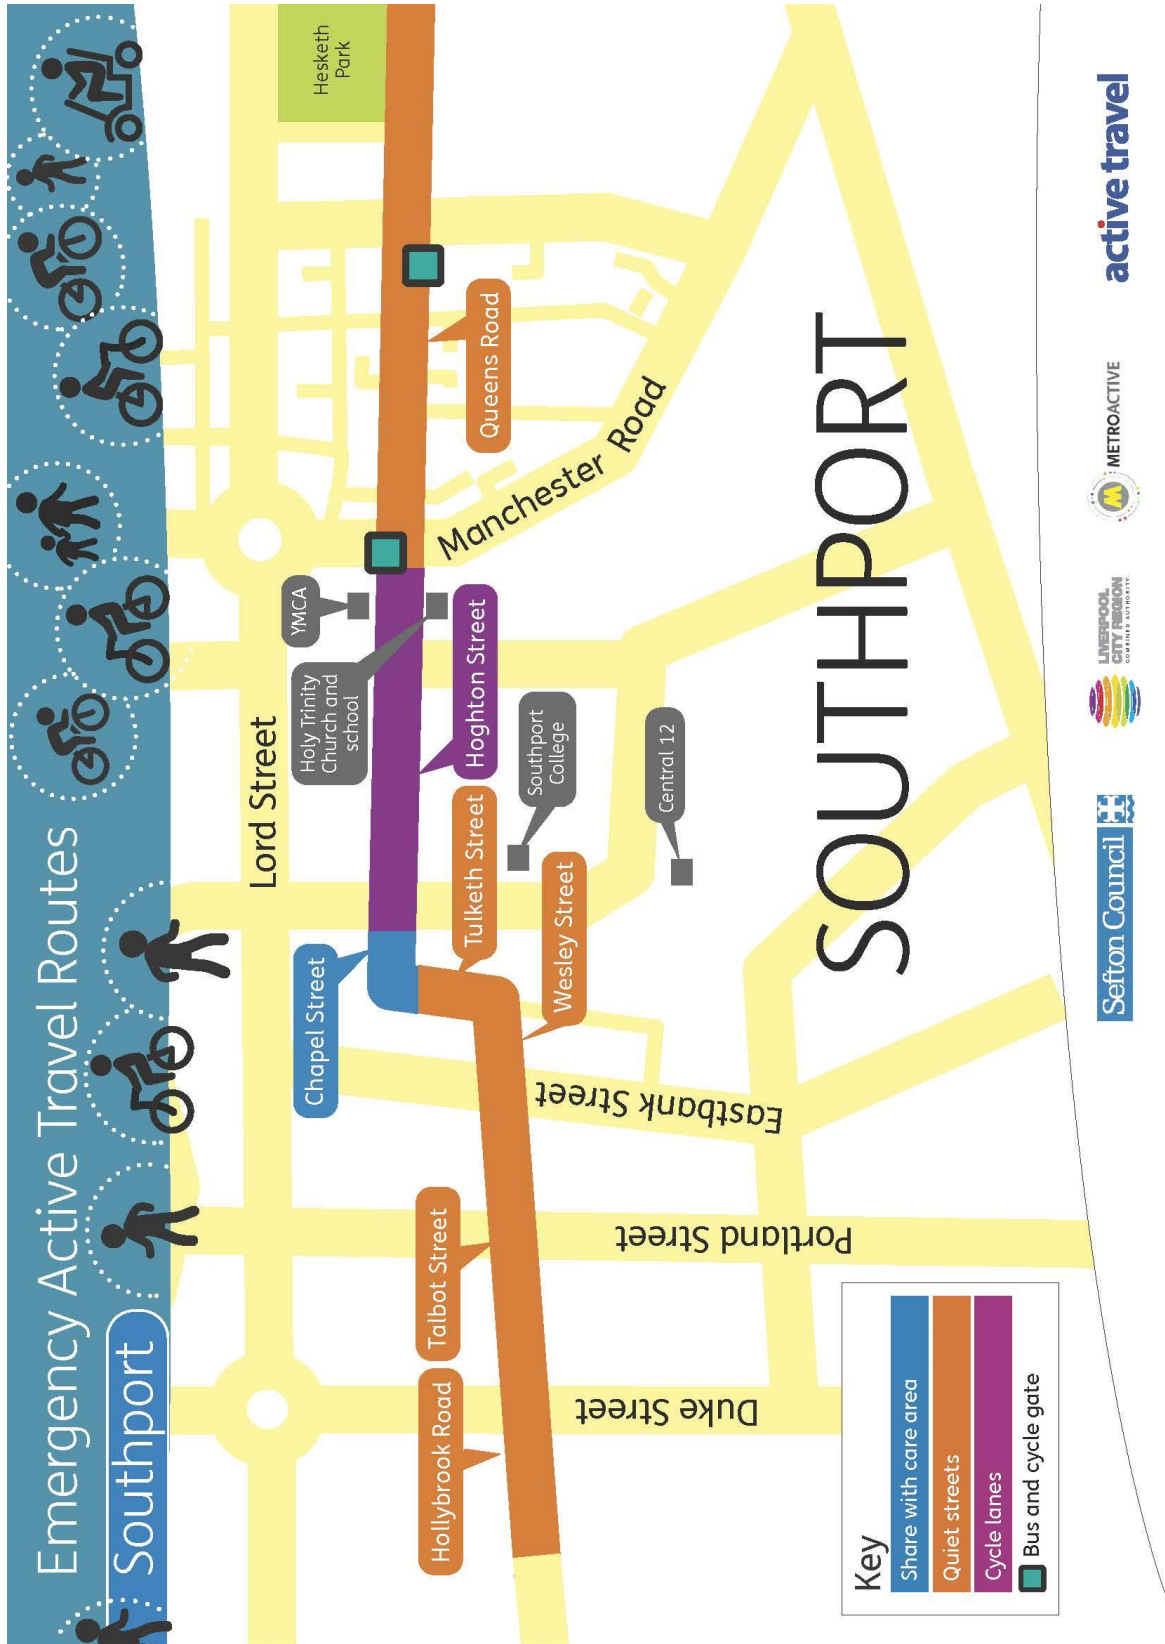 Emergency Active Travel Routes
Southport
Hesketh
Park
Lord Street
YMCA
Holy Trinity
Church and
school
Chapel Street
Hoghton Street
Queens Road
Manchester Road
Tulketh Street
Southport
College
Wesley Street
Central 12
Talbot Street
Hollybrook Road
Eastbank Street
Portland Street
Duke Street
SOUTHPORT
Key
Share with care area
Quiet streets
Cycle lanes
Bus and cycle gate
Sefton Council
LIVERPOOL
CITY REGION
COMBINED AUTHORITY
W
METROACTIVE
active travel